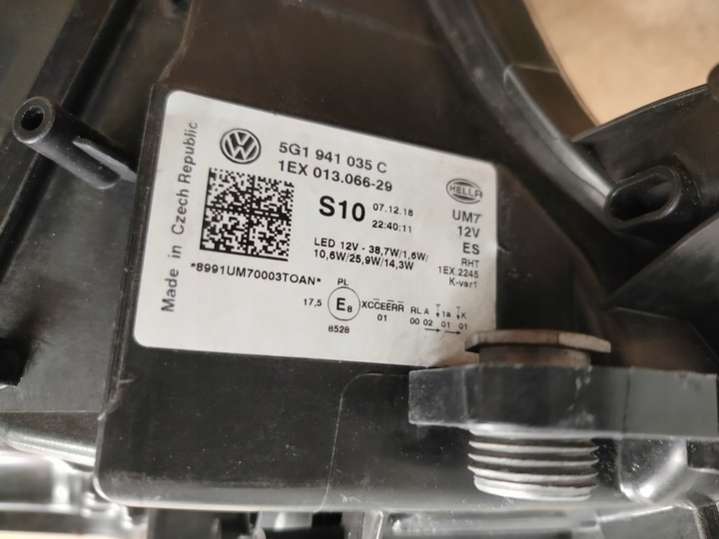 Made in Czech Republic
5G1 941 035 C
1EX 013.066-29
S10 07.12.18
22:40:11
HELLA
UM7
12V
ES
RHT
1EX.2245
K-vart
LED 12V - 38,7W/1,6W/
10,6W/25,9W/14,3W
*8991UM70003TOAN*
PL
17,5 E8 XCCEERR RL A 1a K
01 00 02 01 01
8528